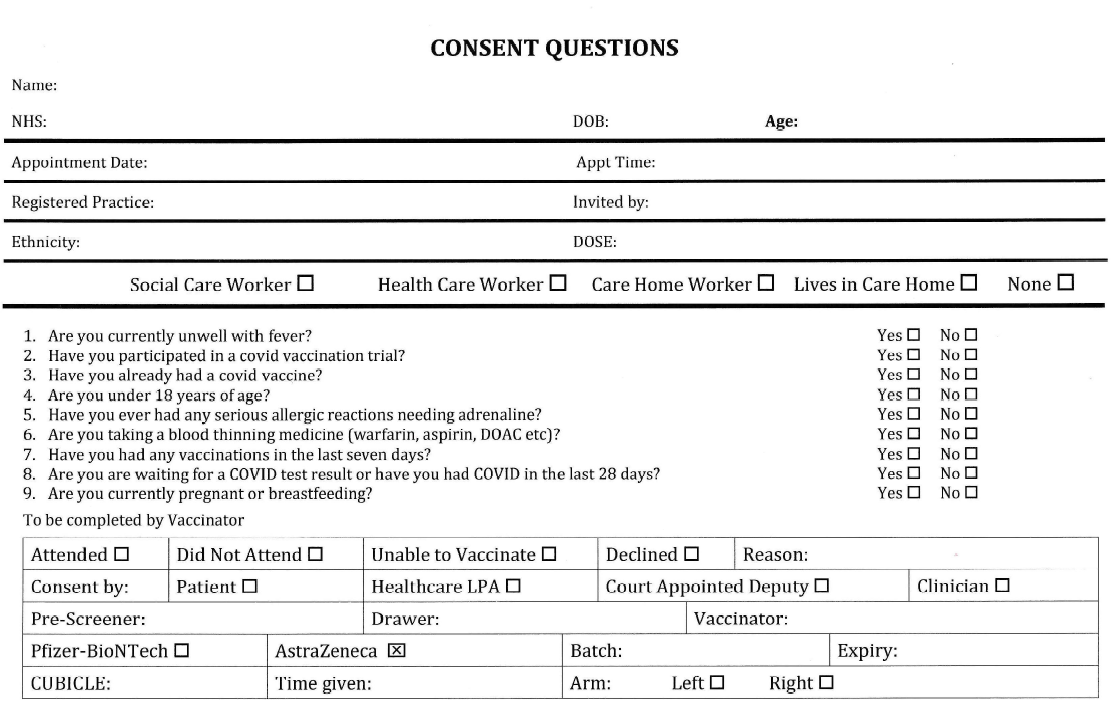 CONSENT QUESTIONS
Name:
NHS: DOB: Age:
Appointment Date: Appt Time:
Registered Practice: Invited by:
Ethnicity: DOSE:
Social Care Worker ☐ Health Care Worker ☐ Care Home Worker ☐ Lives in Care Home ☐ None ☐
1. Are you currently unwell with fever? Yes ☐ No ☐
2. Have you participated in a covid vaccination trial? Yes ☐ No ☐
3. Have you already had a covid vaccine? Yes ☐ No ☐
4. Are you under 18 years of age? Yes ☐ No ☐
5. Have you ever had any serious allergic reactions needing adrenaline? Yes ☐ No ☐
6. Are you taking a blood thinning medicine (warfarin, aspirin, DOAC etc)? Yes ☐ No ☐
7. Have you had any vaccinations in the last seven days? Yes ☐ No ☐
8. Are you are waiting for a COVID test result or have you had COVID in the last 28 days? Yes ☐ No ☐
9. Are you currently pregnant or breastfeeding? Yes ☐ No ☐
To be completed by Vaccinator
Attended ☐ Did Not Attend ☐ Unable to Vaccinate ☐ Declined ☐ Reason:
Consent by: Patient ☐ Healthcare LPA ☐ Court Appointed Deputy ☐ Clinician ☐
Pre-Screener: Drawer: Vaccinator:
Pfizer-BioNTech ☐ AstraZeneca ☒ Batch: Expiry:
CUBICLE: Time given: Arm: Left ☐ Right ☐